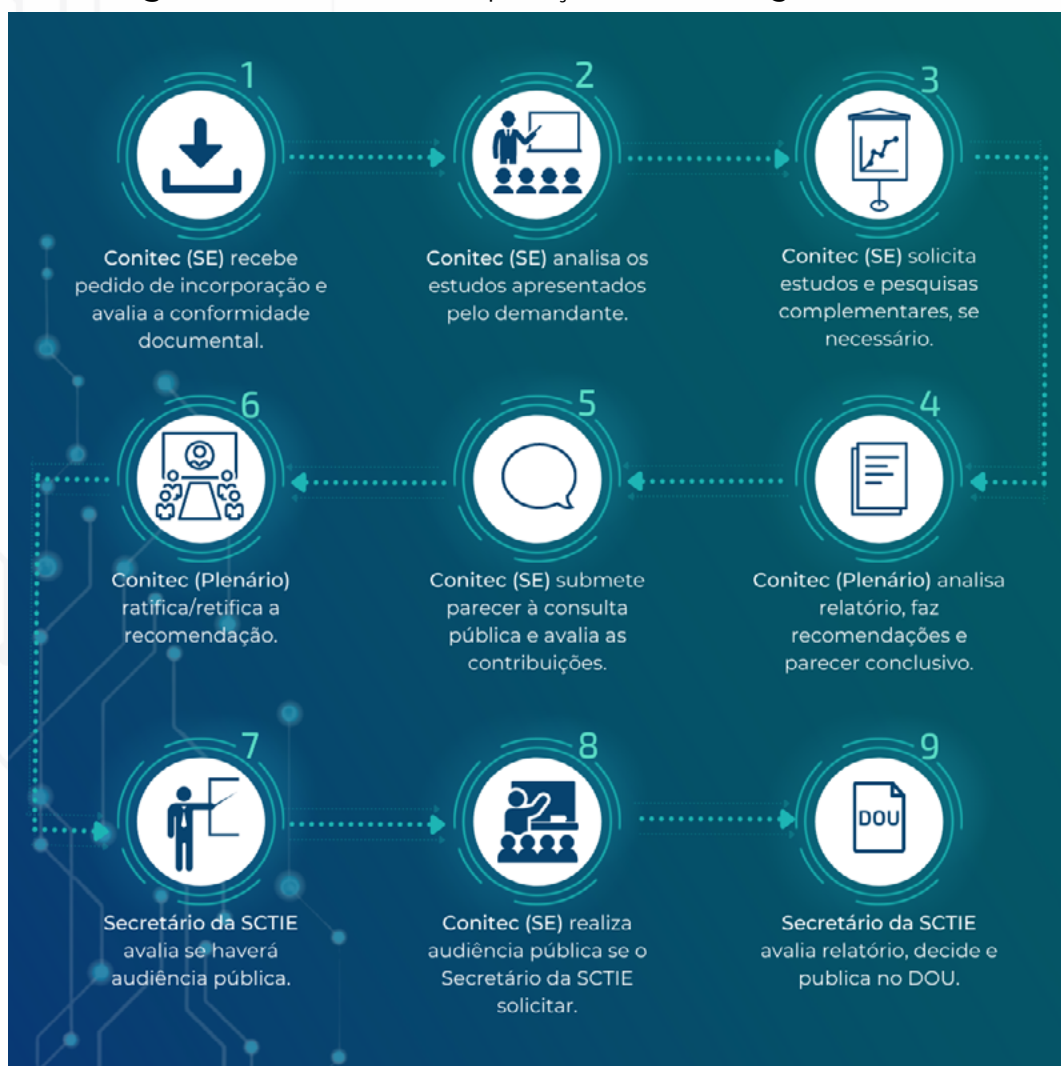 1
Conitec (SE) recebe
pedido de incorporação e
avalia a conformidade
documental.
2
Conitec (SE) analisa os
estudos apresentados
pelo demandante.
3
Conitec (SE) solicita
estudos e pesquisas
complementares, se
necessário.
4
Conitec (Plenário) analisa
relatório, faz
recomendações e
parecer conclusivo.
5
Conitec (SE) submete
parecer à consulta
pública e avalia as
contribuições.
6
Conitec (Plenário)
ratifica/retifica a
recomendação.
7
Secretário da SCTIE
avalia se haverá
audiência pública.
8
Conitec (SE) realiza
audiência pública se o
Secretário da SCTIE
solicitar.
9
DOU
Secretário da SCTIE
avalia relatório, decide e
publica no DOU.